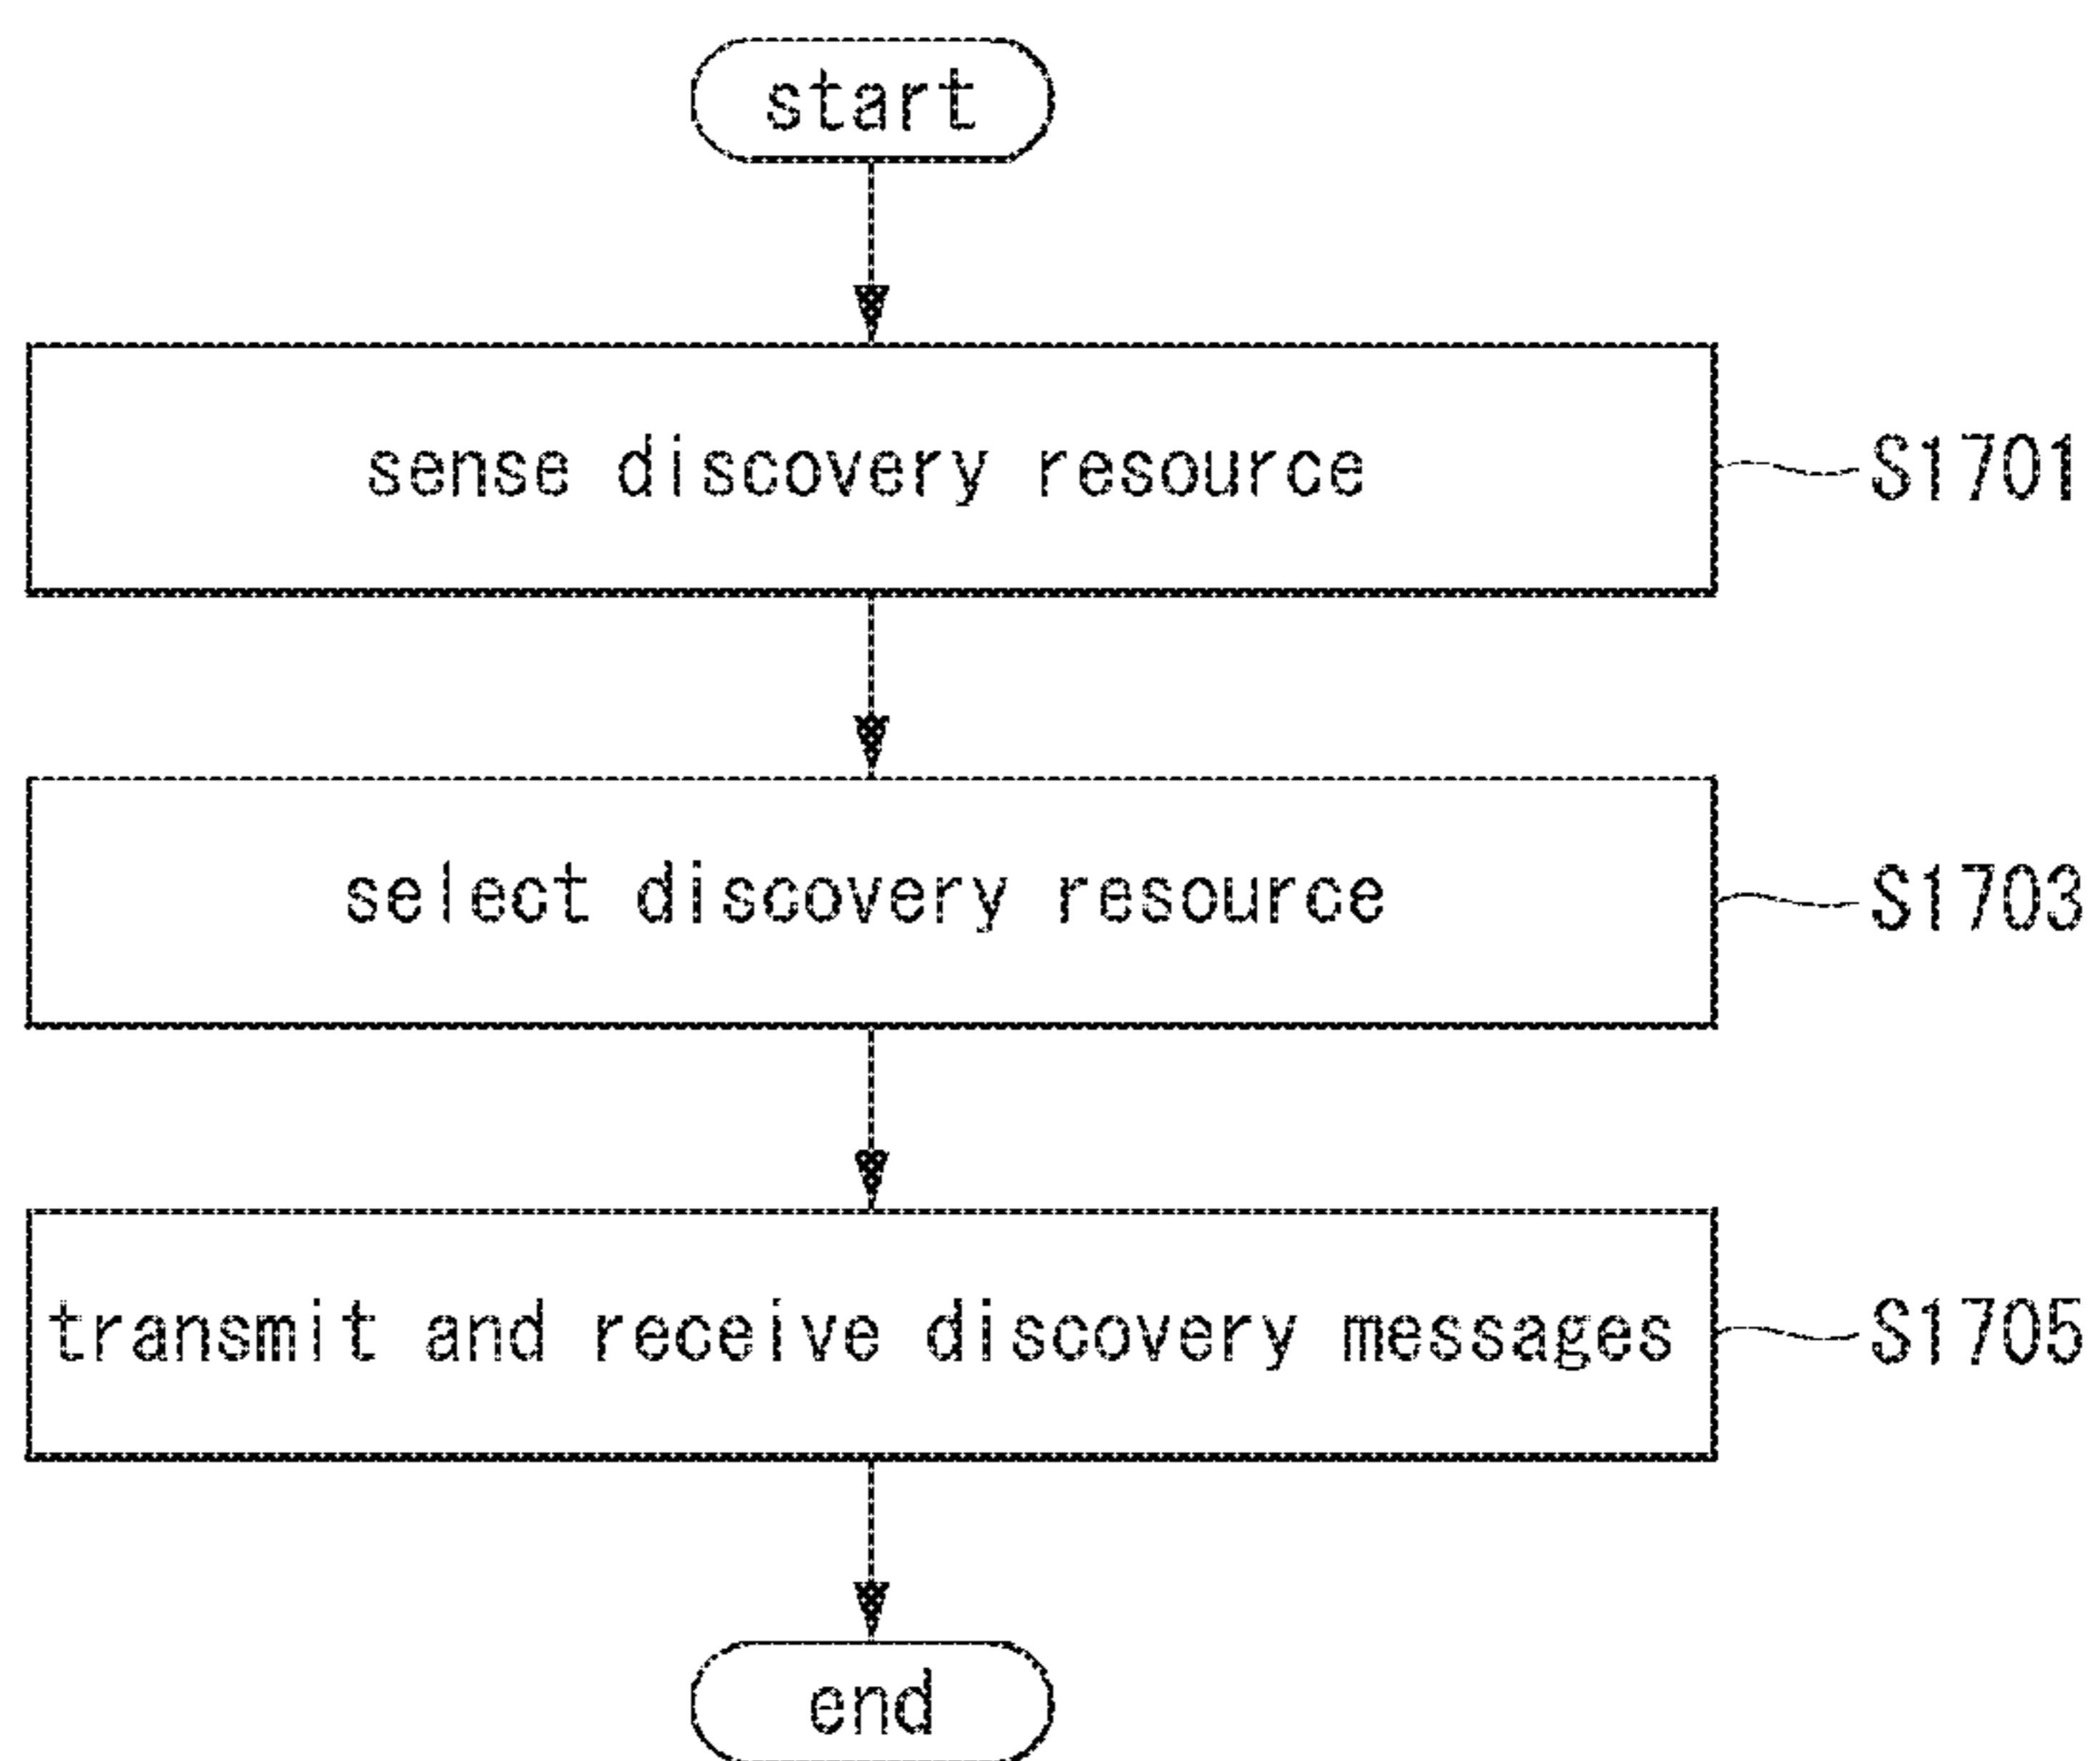 start
sense discovery resource
S1701
select discovery resource
S1703
transmit and receive discovery messages
S1705
end